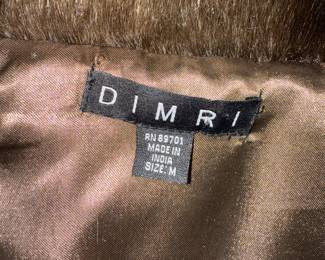 DIMRI
RN 89701
MADE IN
INDIA
SIZE: M